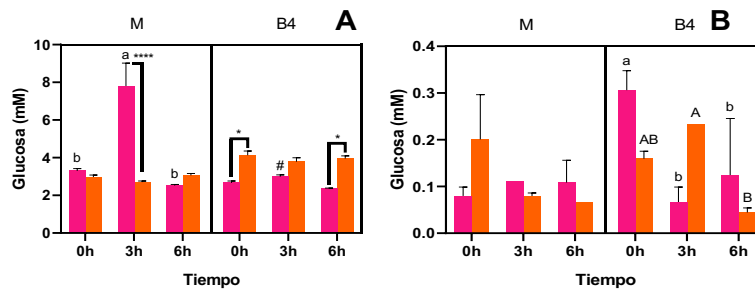 M B4 A
Glucosa (mM)
10
8
6
4
2
0
a ****
b
b
*
#
*
0h 3h 6h 0h 3h 6h
Tiempo
M B4 B
Glucosa (mM)
0.4
0.3
0.2
0.1
0.0
a
AB
b
A
b
B
0h 3h 6h 0h 3h 6h
Tiempo